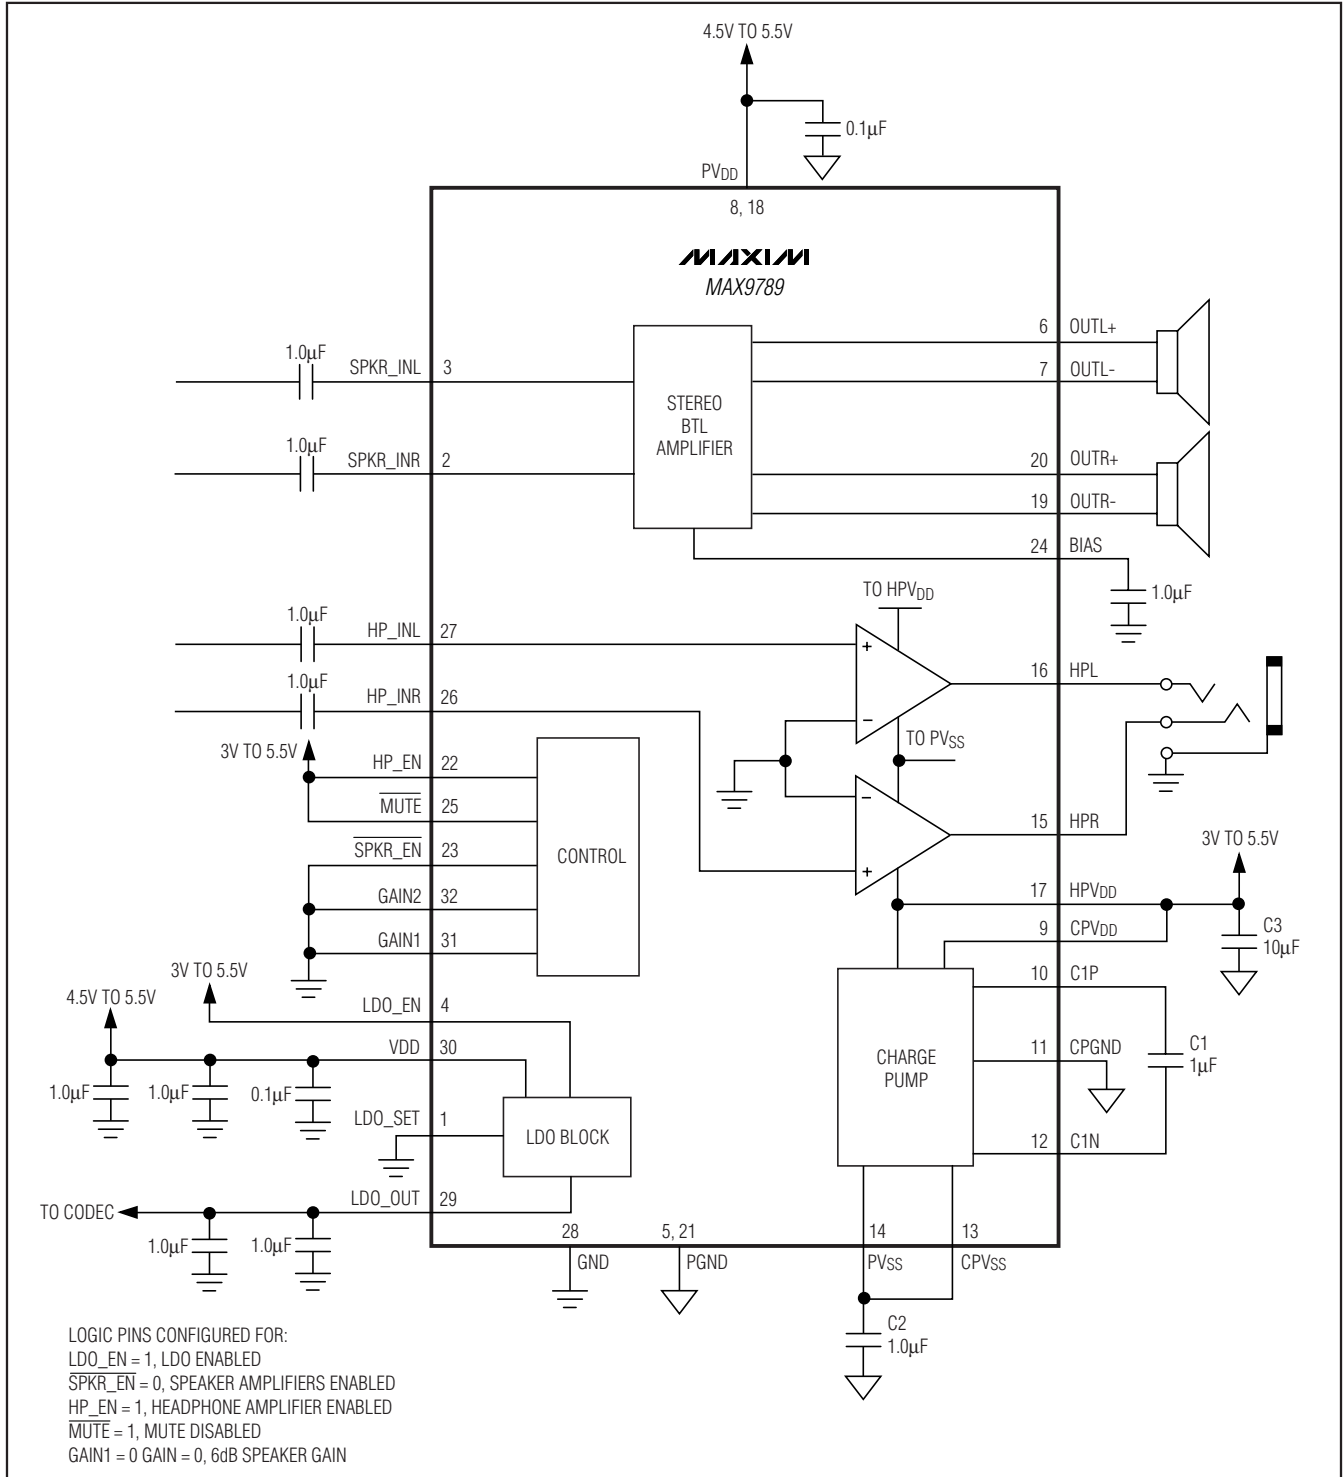 4.5V TO 5.5V
0.1µF
PVDD
8, 18
MAXIM
MAX9789
1.0µF
SPKR_INL 3
1.0µF
SPKR_INR 2
STEREO
BTL
AMPLIFIER
6 OUTL+
7 OUTL-
20 OUTR+
19 OUTR-
24 BIAS
1.0µF
TO HPVDD
1.0µF
HP_INL 27
+
−
16 HPL
1.0µF
HP_INR 26
TO PVSS
3V TO 5.5V
HP_EN 22
MUTE 25
SPKR_EN 23
GAIN2 32
GAIN1 31
CONTROL
−
+
15 HPR
3V TO 5.5V
17 HPVDD
9 CPVDD
C3
10µF
10 C1P
11 CPGND
C1
1µF
12 C1N
CHARGE
PUMP
3V TO 5.5V
4.5V TO 5.5V
LDO_EN 4
VDD 30
1.0µF
1.0µF
0.1µF
LDO_SET 1
LDO BLOCK
LDO_OUT 29
TO CODEC
1.0µF
1.0µF
28
GND
5, 21
PGND
14
PVSS
13
CPVSS
C2
1.0µF
LOGIC PINS CONFIGURED FOR:
LDO_EN = 1, LDO ENABLED
SPKR_EN = 0, SPEAKER AMPLIFIERS ENABLED
HP_EN = 1, HEADPHONE AMPLIFIER ENABLED
MUTE = 1, MUTE DISABLED
GAIN1 = 0 GAIN = 0, 6dB SPEAKER GAIN